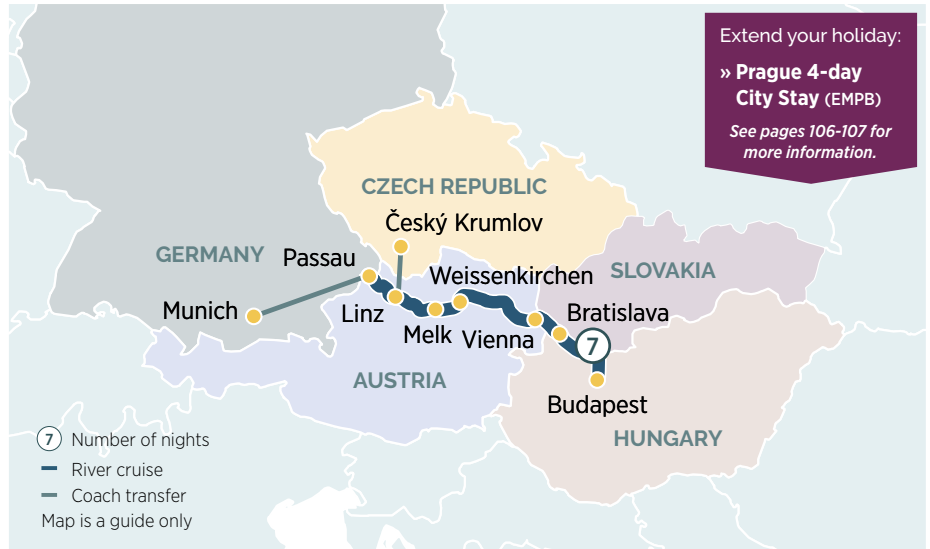 Extend your holiday:
» Prague 4-day
City Stay (EMPB)
See pages 106-107 for
more information.
CZECH REPUBLIC
Český Krumlov
GERMANY
Passau
Weissenkirchen
SLOVAKIA
Munich
Linz
Melk
Vienna
Bratislava
7
AUSTRIA
Budapest
HUNGARY
7 Number of nights
River cruise
Coach transfer
Map is a guide only